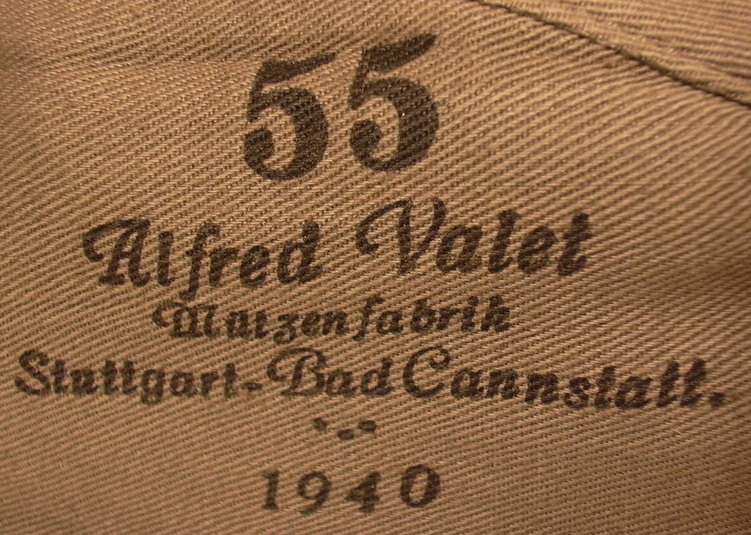 55
Alfred Valet
Mützenfabrik
Stuttgart-Bad Cannstatt.
1940